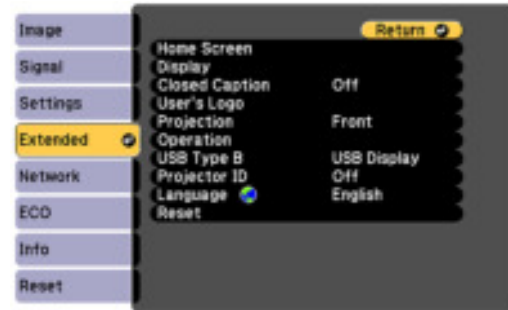 Image
Signal
Settings
Extended
Network
ECO
Info
Reset
Return
Home Screen
Display
Closed Caption Off
User's Logo
Projection Front
Operation
USB Type B USB Display
Projector ID Off
Language English
Reset